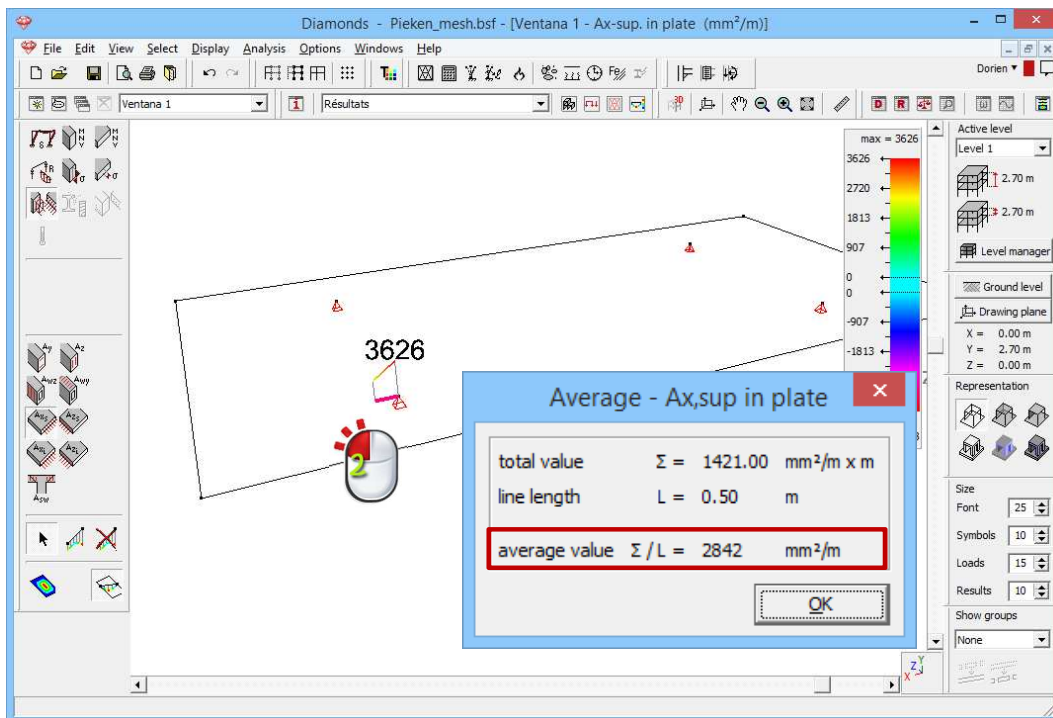 Diamonds - Pieken_mesh.bsf - [Ventana 1 - Ax-sup. in plate (mm²/m)]
File Edit View Select Display Analysis Options Windows Help
Dorien
Ventana 1
Résultats
Active level
Level 1
2.70 m
2.70 m
Level manager
Ground level
Drawing plane
X = 0.00 m
Y = 2.70 m
Z = 0.00 m
Representation
Size
Font 25
Symbols 10
Loads 15
Results 10
Show groups
None
max = 3626
3626
2720
1813
907
0
0
-907
-1813
3626
2
Average - Ax,sup in plate
total value Σ = 1421.00 mm²/m x m
line length L = 0.50 m
average value Σ / L = 2842 mm²/m
OK
Z Y
X